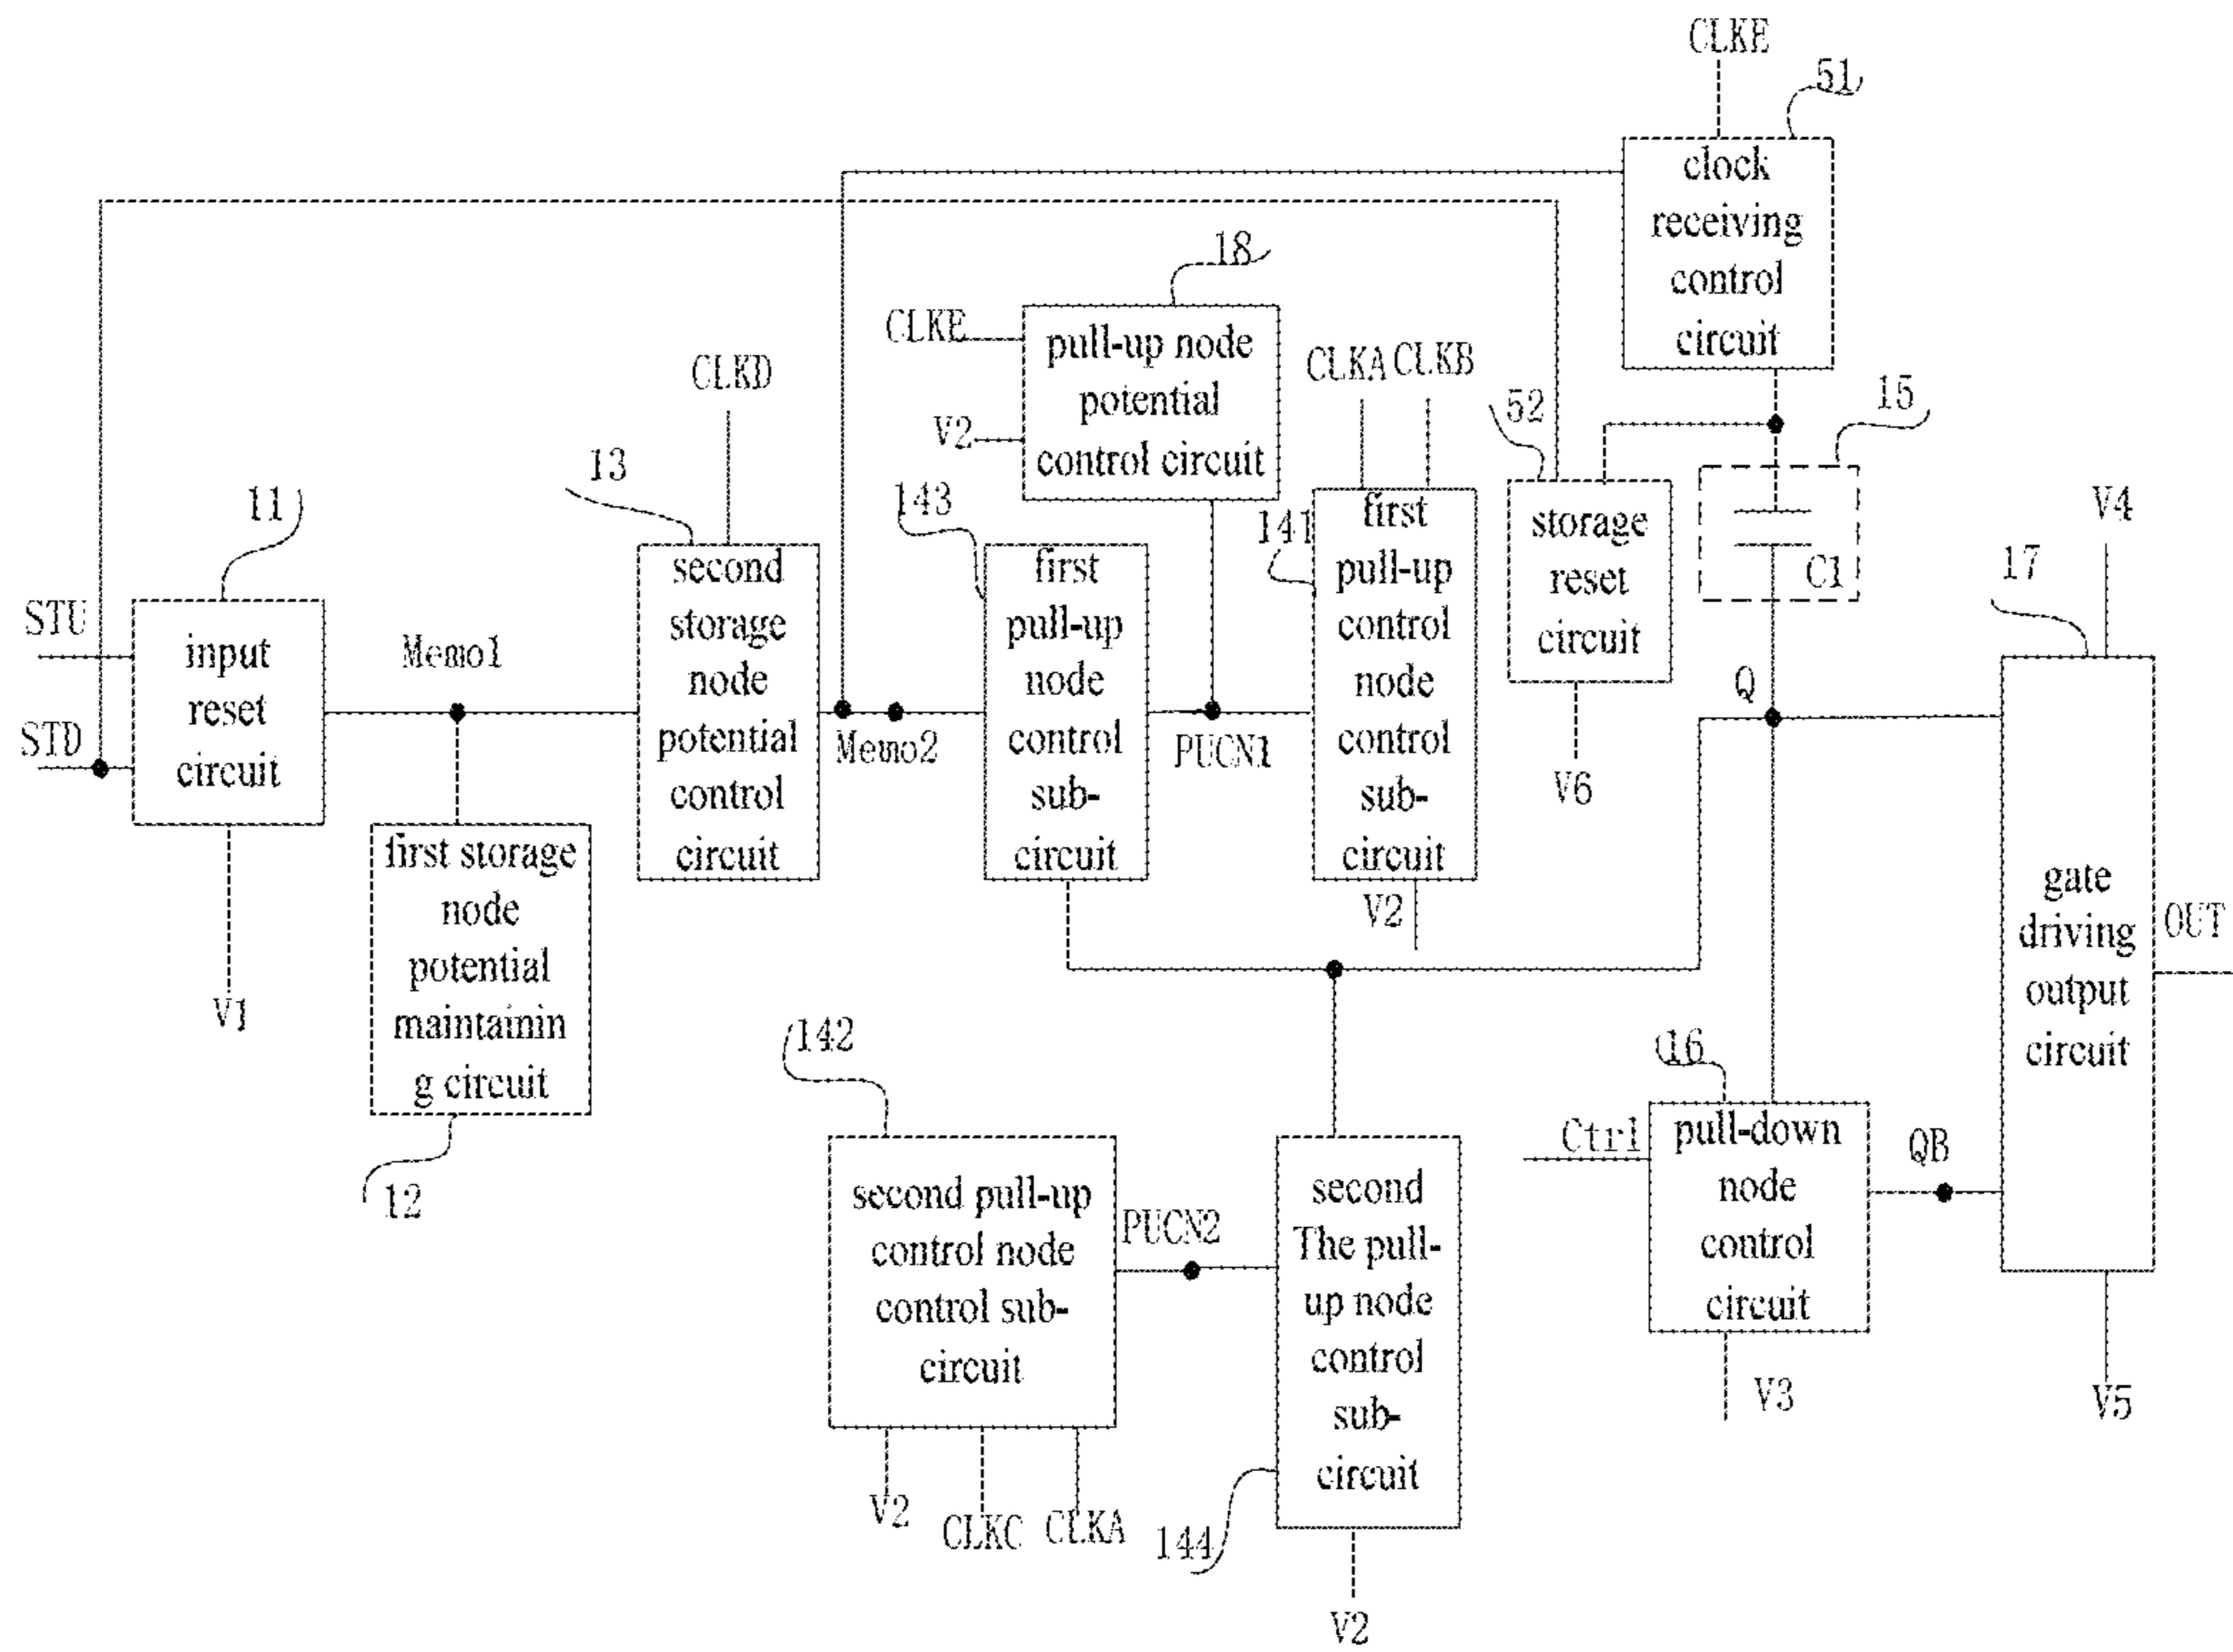 CLKE
51
clock
receiving
control
circuit
18
CLKE
V2
pull-up node
potential
control circuit
CLKA
CLKB
52
15
C1
storage
reset
circuit
V6
CLKD
13
second
storage
node
potential
control
circuit
143
first
pull-up
node
control
sub-
circuit
141
first
pull-up
control
node
control
sub-
circuit
V2
11
STU
STD
input
reset
circuit
V1
Memo1
Memo2
PUCN1
Q
first storage
node
potential
maintainin
g circuit
12
V4
17
gate
driving
output
circuit
OUT
V5
142
second pull-up
control node
control sub-
circuit
V2
CLKC
CLKA
PUCN2
second
The pull-
up node
control
sub-
circuit
144
V2
16
Ctrl
pull-down
node
control
circuit
QB
V3